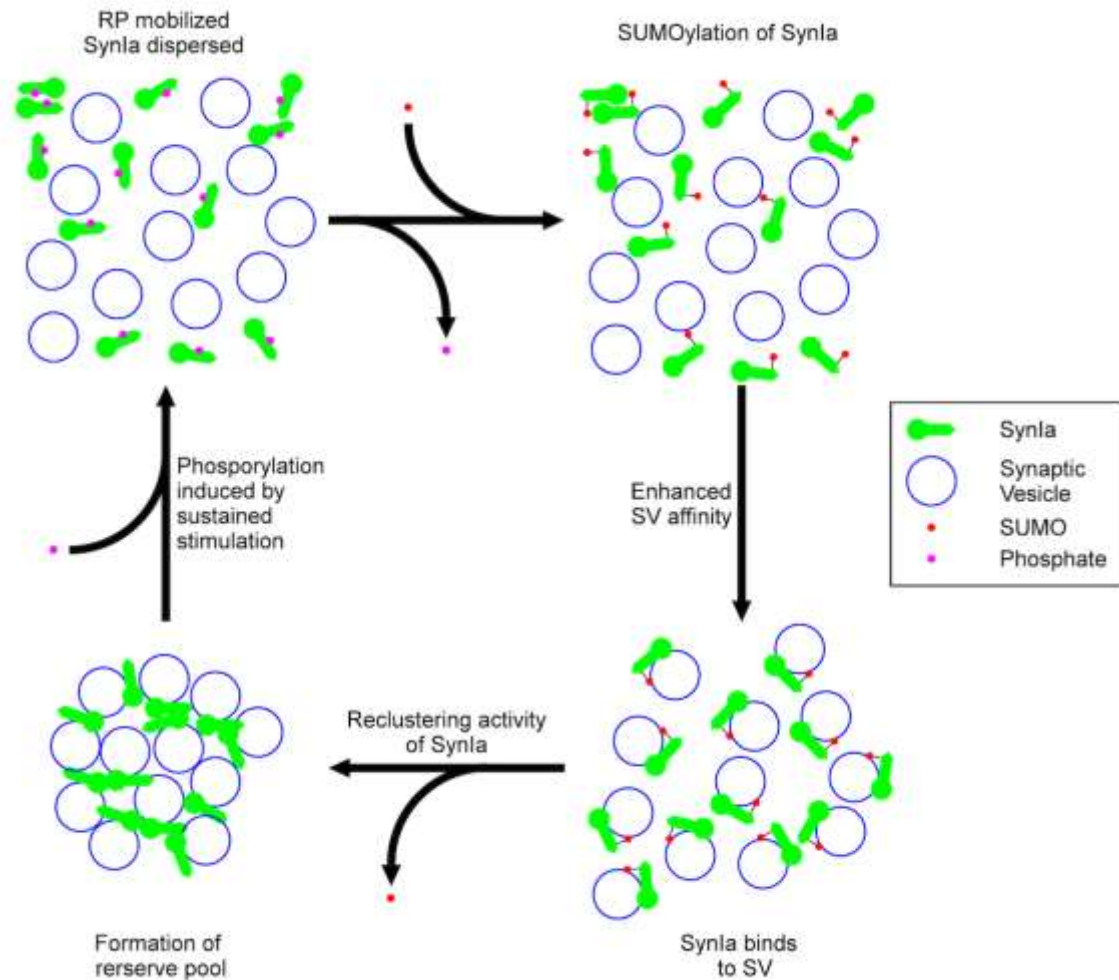 RP mobilized
SynIa dispersed
SUMOylation of SynIa
Phosporylation
induced by
sustained
stimulation
Enhanced
SV affinity
SynIa
Synaptic
Vesicle
SUMO
Phosphate
Reclustering activity
of SynIa
Formation of
rerserve pool
SynIa binds
to SV